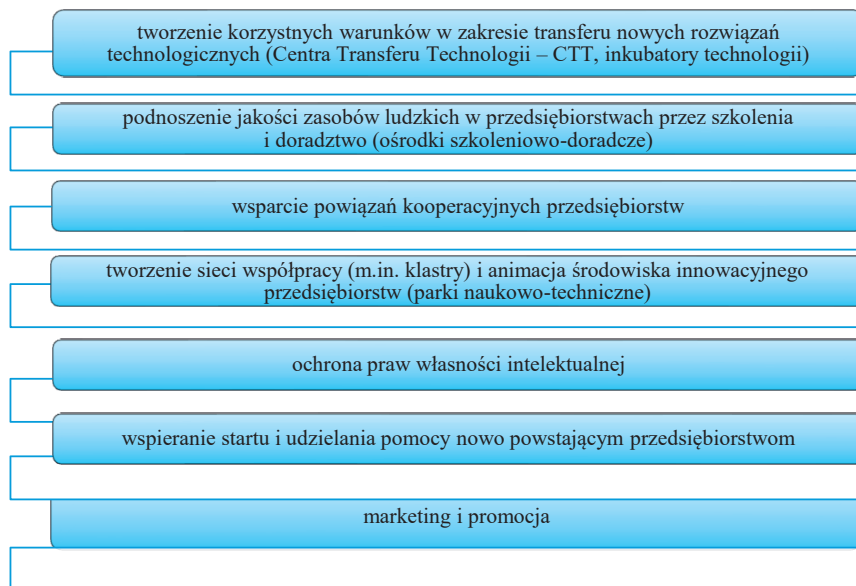 tworzenie korzystnych warunków w zakresie transferu nowych rozwiązań
technologicznych (Centra Transferu Technologii – CTT, inkubatory technologii)
podnoszenie jakości zasobów ludzkich w przedsiębiorstwach przez szkolenia
i doradztwo (ośrodki szkoleniowo-doradcze)
wsparcie powiązań kooperacyjnych przedsiębiorstw
tworzenie sieci współpracy (m.in. klastry) i animacja środowiska innowacyjnego
przedsiębiorstw (parki naukowo-techniczne)
ochrona praw własności intelektualnej
wspieranie startu i udzielania pomocy nowo powstającym przedsiębiorstwom
marketing i promocja